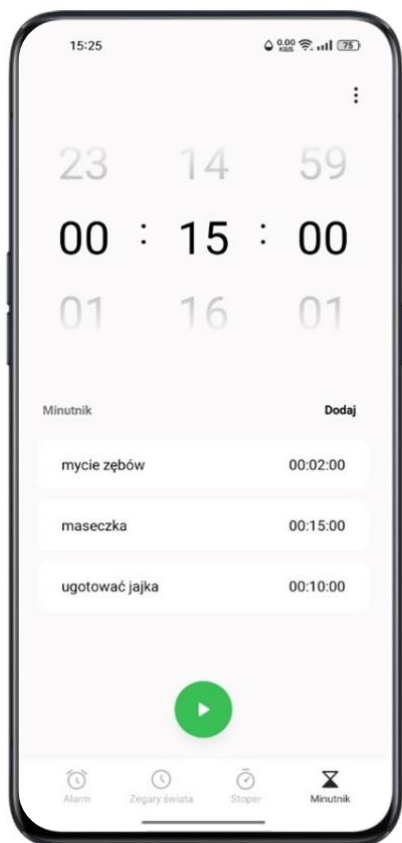 15:25
0.00 KB/S 75
23 14 59
00 : 15 : 00
01 16 01
Minutnik Dodaj
mycie zębów 00:02:00
maseczka 00:15:00
ugotować jajka 00:10:00
Alarm Zegary świata Stoper Minutnik